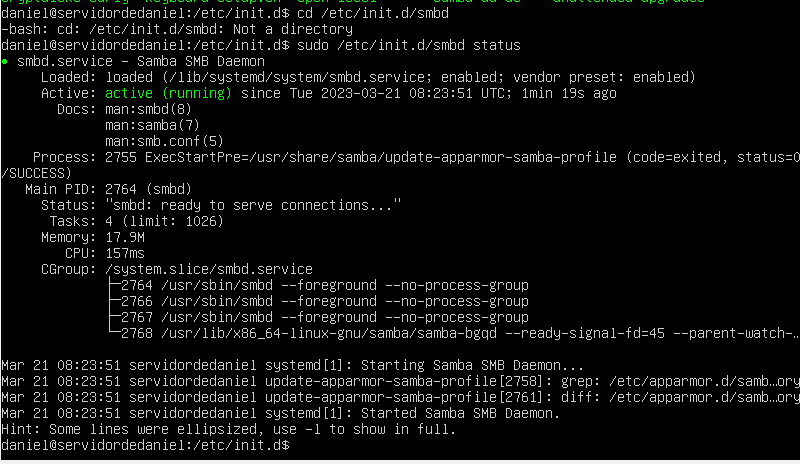 daniel@servidordedaniel:/etc/init.d$ cd /etc/init.d/smbd
-bash: cd: /etc/init.d/smbd: Not a directory
daniel@servidordedaniel:/etc/init.d$ sudo /etc/init.d/smbd status
● smbd.service - Samba SMB Daemon
     Loaded: loaded (/lib/systemd/system/smbd.service; enabled; vendor preset: enabled)
     Active: active (running) since Tue 2023-03-21 08:23:51 UTC; 1min 19s ago
       Docs: man:smbd(8)
             man:samba(7)
             man:smb.conf(5)
    Process: 2755 ExecStartPre=/usr/share/samba/update-apparmor-samba-profile (code=exited, status=0
/SUCCESS)
   Main PID: 2764 (smbd)
     Status: "smbd: ready to serve connections..."
      Tasks: 4 (limit: 1026)
     Memory: 17.9M
        CPU: 157ms
     CGroup: /system.slice/smbd.service
             ├─2764 /usr/sbin/smbd --foreground --no-process-group
             ├─2766 /usr/sbin/smbd --foreground --no-process-group
             ├─2767 /usr/sbin/smbd --foreground --no-process-group
             └─2768 /usr/lib/x86_64-linux-gnu/samba/samba-bgqd --ready-signal-fd=45 --parent-watch-…
Mar 21 08:23:51 servidordedaniel systemd[1]: Starting Samba SMB Daemon...
Mar 21 08:23:51 servidordedaniel update-apparmor-samba-profile[2758]: grep: /etc/apparmor.d/samb…ory
Mar 21 08:23:51 servidordedaniel update-apparmor-samba-profile[2761]: diff: /etc/apparmor.d/samb…ory
Mar 21 08:23:51 servidordedaniel systemd[1]: Started Samba SMB Daemon.
Hint: Some lines were ellipsized, use -l to show in full.
daniel@servidordedaniel:/etc/init.d$